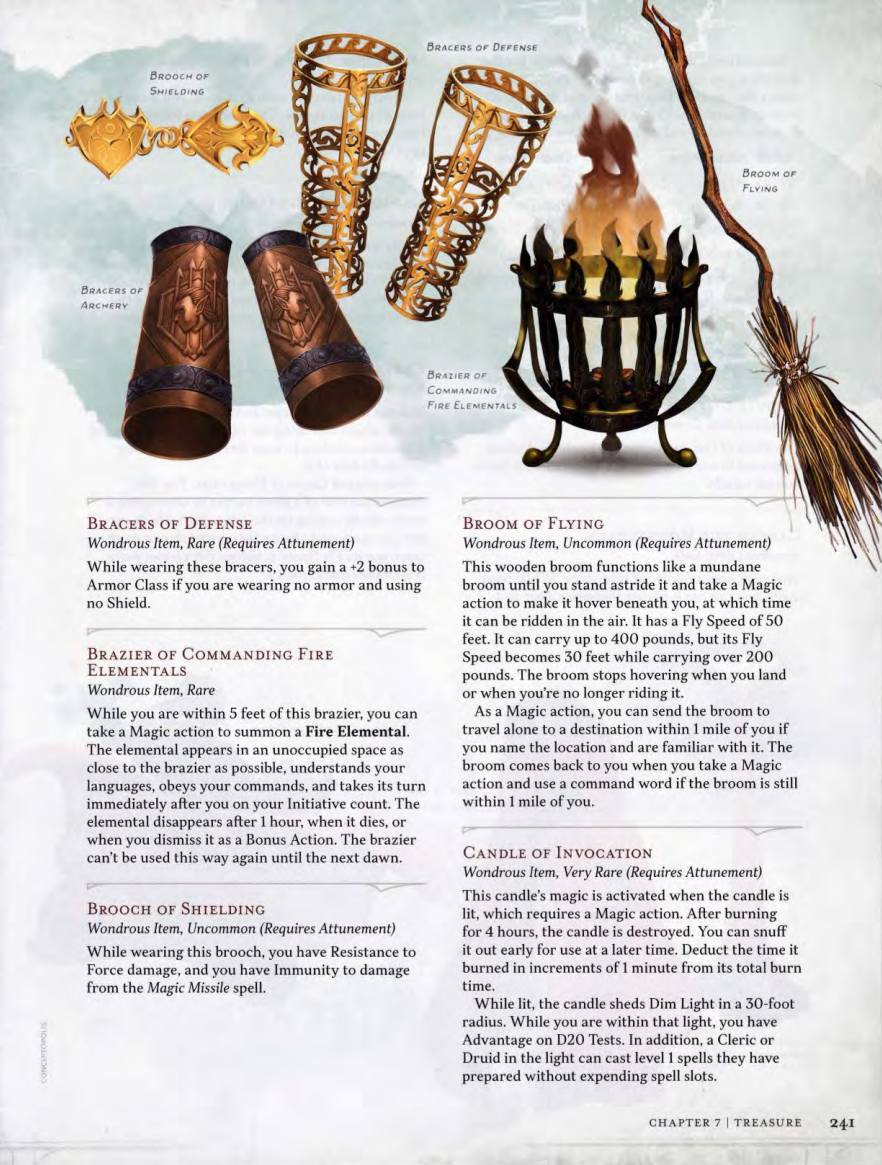 BROOCH OF
SHIELDING
BRACERS OF DEFENSE
BROOM OF
FLYING
BRACERS OF
ARCHERY
BRAZIER OF
COMMANDING
FIRE ELEMENTALS
BRACERS OF DEFENSE
Wondrous Item, Rare (Requires Attunement)
While wearing these bracers, you gain a +2 bonus to
Armor Class if you are wearing no armor and using
no Shield.
BRAZIER OF COMMANDING FIRE
ELEMENTALS
Wondrous Item, Rare
While you are within 5 feet of this brazier, you can
take a Magic action to summon a Fire Elemental.
The elemental appears in an unoccupied space as
close to the brazier as possible, understands your
languages, obeys your commands, and takes its turn
immediately after you on your Initiative count. The
elemental disappears after 1 hour, when it dies, or
when you dismiss it as a Bonus Action. The brazier
can't be used this way again until the next dawn.
BROOCH OF SHIELDING
Wondrous Item, Uncommon (Requires Attunement)
While wearing this brooch, you have Resistance to
Force damage, and you have Immunity to damage
from the Magic Missile spell.
BROOM OF FLYING
Wondrous Item, Uncommon (Requires Attunement)
This wooden broom functions like a mundane
broom until you stand astride it and take a Magic
action to make it hover beneath you, at which time
it can be ridden in the air. It has a Fly Speed of 50
feet. It can carry up to 400 pounds, but its Fly
Speed becomes 30 feet while carrying over 200
pounds. The broom stops hovering when you land
or when you're no longer riding it.
As a Magic action, you can send the broom to
travel alone to a destination within 1 mile of you if
you name the location and are familiar with it. The
broom comes back to you when you take a Magic
action and use a command word if the broom is still
within 1 mile of you.
CANDLE OF INVOCATION
Wondrous Item, Very Rare (Requires Attunement)
This candle's magic is activated when the candle is
lit, which requires a Magic action. After burning
for 4 hours, the candle is destroyed. You can snuff
it out early for use at a later time. Deduct the time it
burned in increments of 1 minute from its total burn
time.
While lit, the candle sheds Dim Light in a 30-foot
radius. While you are within that light, you have
Advantage on D20 Tests. In addition, a Cleric or
Druid in the light can cast level 1 spells they have
prepared without expending spell slots.
CONCEPTOPOLIS
CHAPTER 7 | TREASURE 241